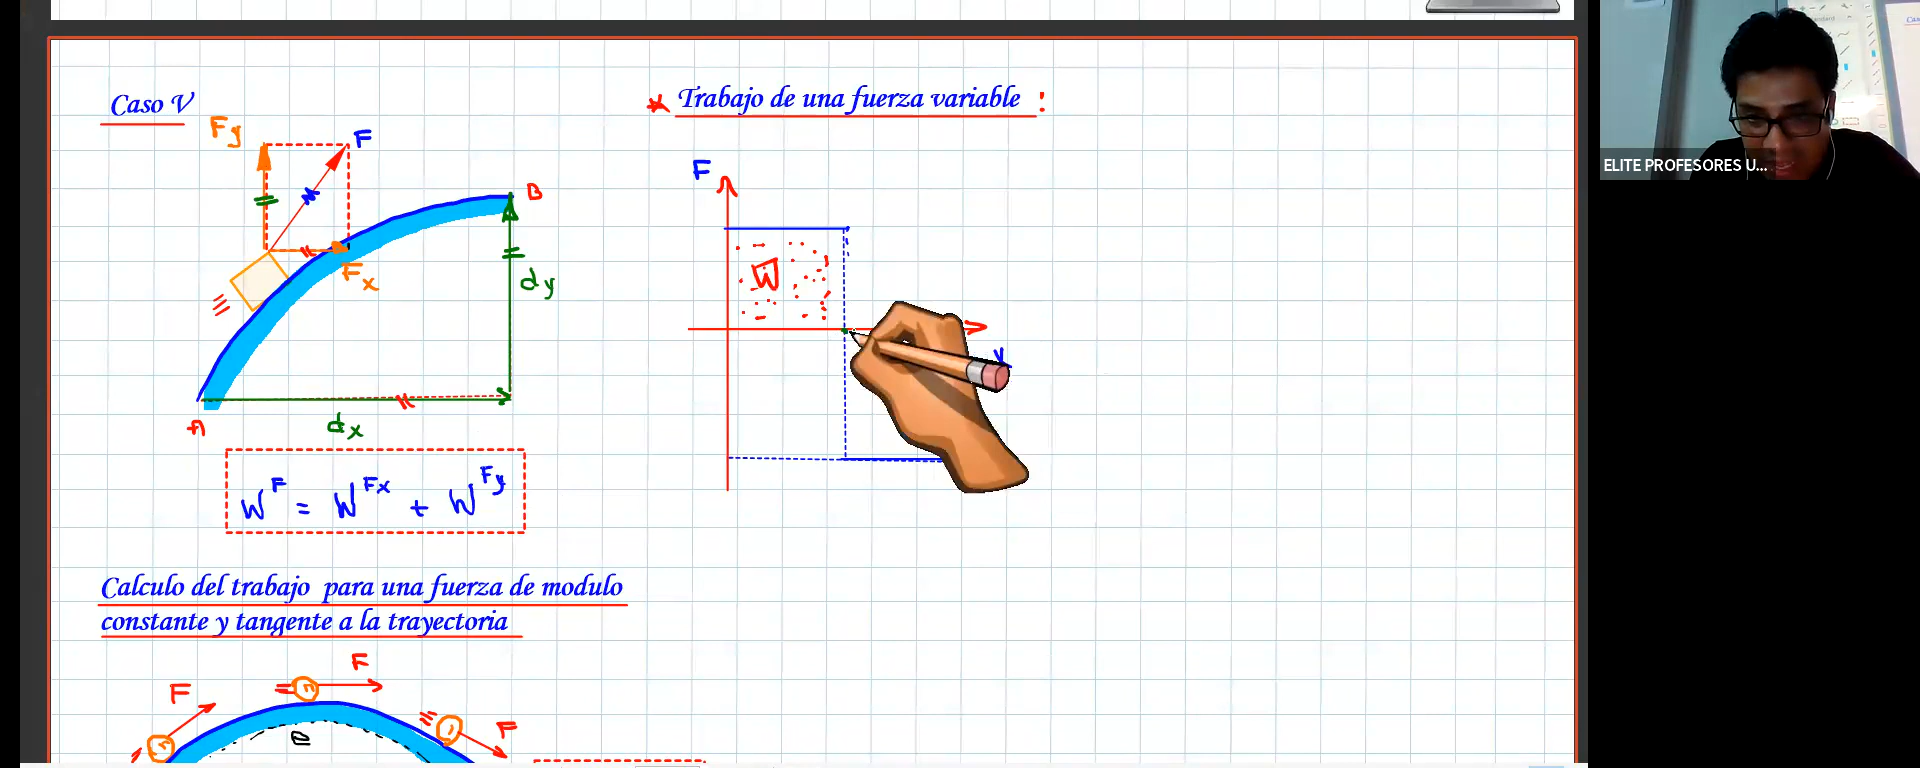 Caso V
Fy
F
B
Fx
dy
A
dx
W^F = W^Fx + W^Fy
Calculo del trabajo para una fuerza de modulo
constante y tangente a la trayectoria
F
F
F
* Trabajo de una fuerza variable :
F
W
ELITE PROFESORES U...